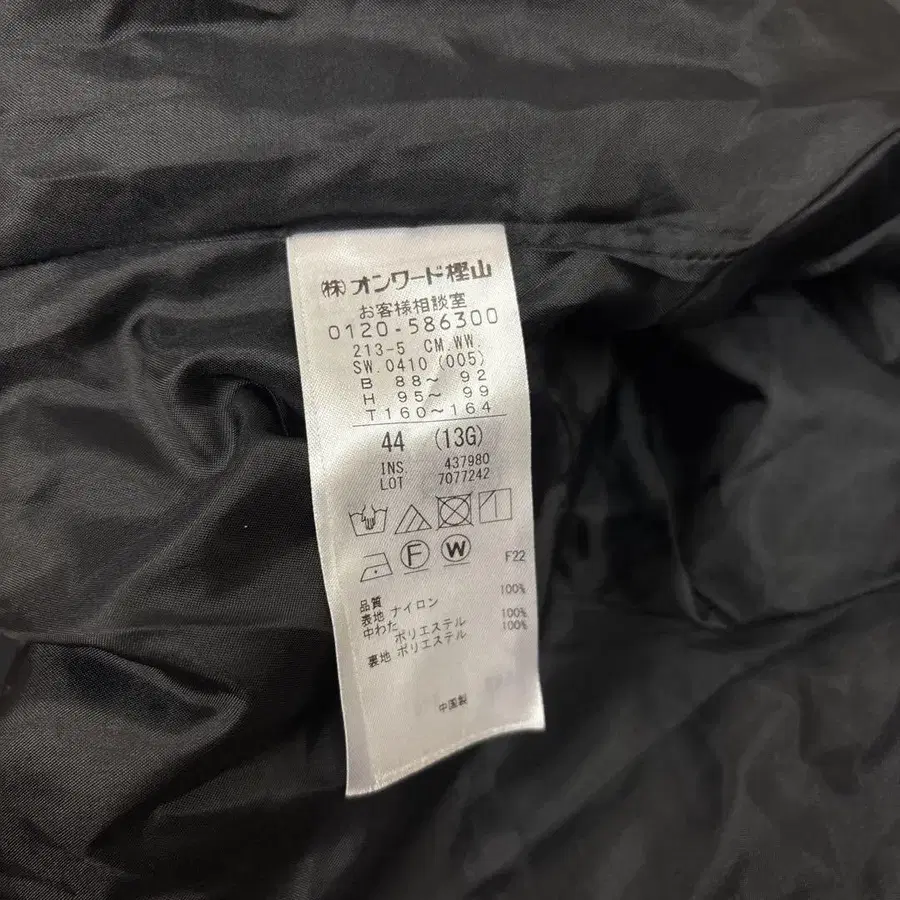 (株)オンワード樫山
お客様相談室
0120-586300
213-5 CM.WW.
SW.0410 (005)
B 88～ 92
H 95～ 99
T160～164
44 (13G)
INS. 437980
LOT 7077242
F W
F22
品質
表地 ナイロン 100%
中わた
ポリエステル 100%
裏地 ポリエステル 100%
中国製